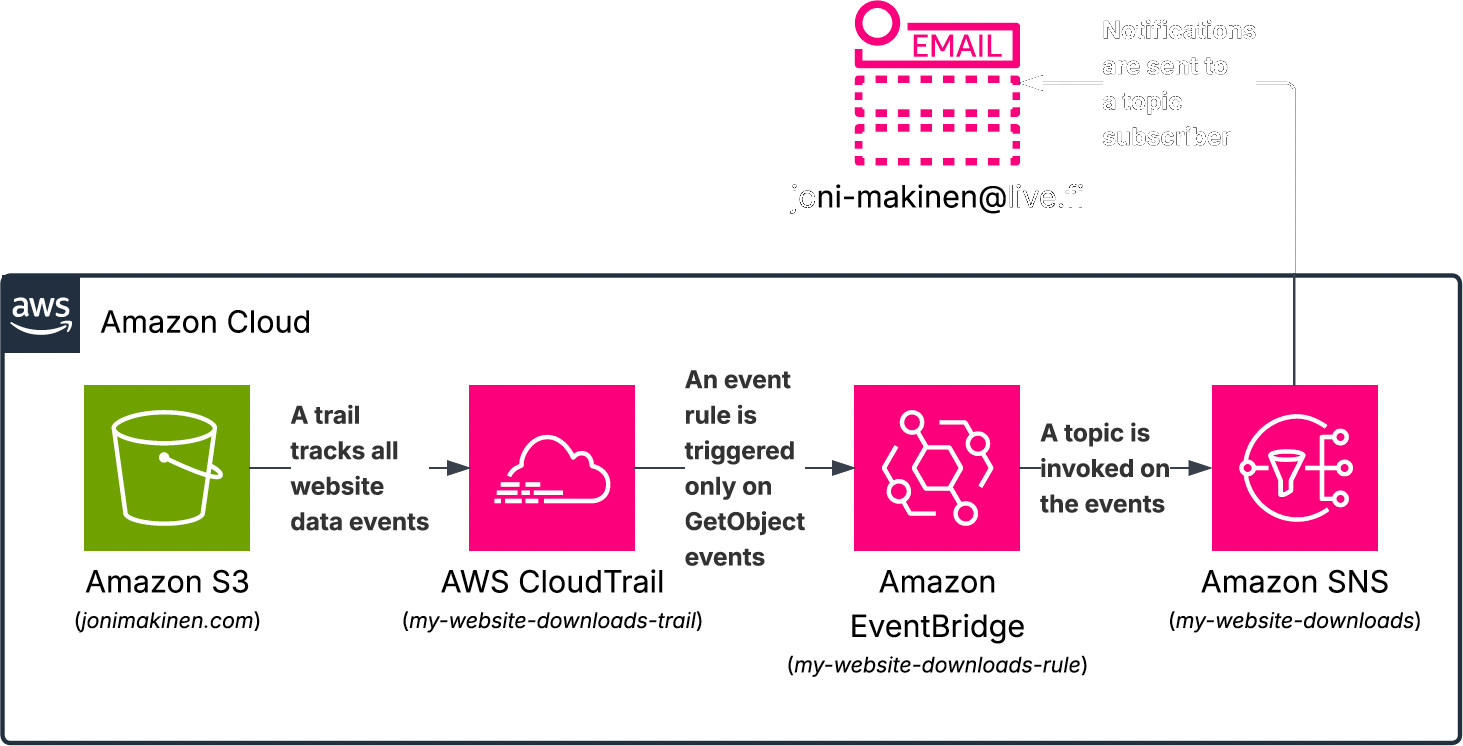 EMAIL
Notifications
are sent to
a topic
subscriber
joni-makinen@live.fi
aws
Amazon Cloud
A trail
tracks all
website
data events
An event
rule is
triggered
only on
GetObject
events
A topic is
invoked on
the events
Amazon S3
(jonimakinen.com)
AWS CloudTrail
(my-website-downloads-trail)
Amazon
EventBridge
(my-website-downloads-rule)
Amazon SNS
(my-website-downloads)